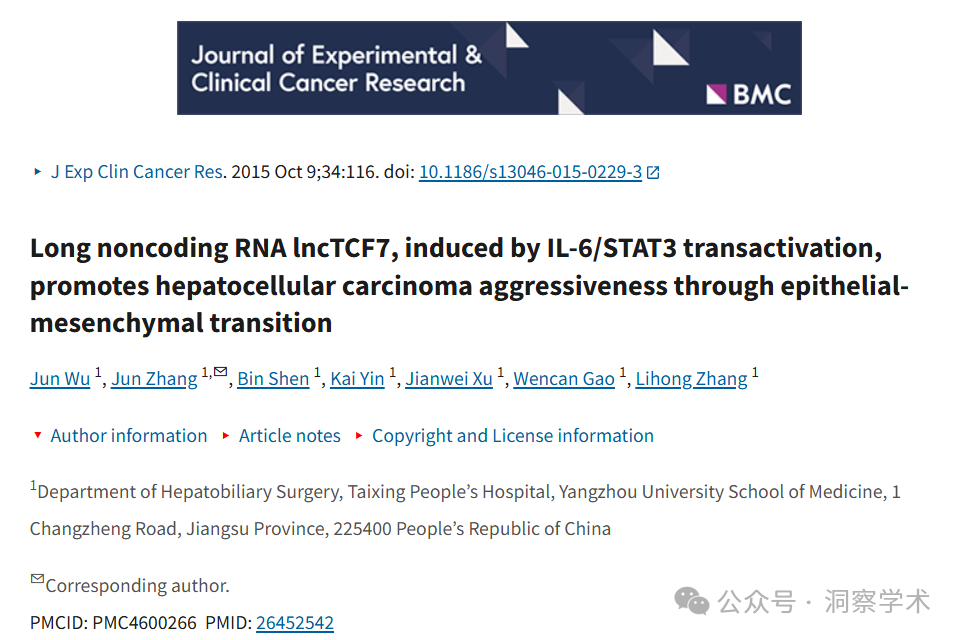 Journal of Experimental &
Clinical Cancer Research
BMC
J Exp Clin Cancer Res. 2015 Oct 9;34:116. doi: 10.1186/s13046-015-0229-3
Long noncoding RNA lncTCF7, induced by IL-6/STAT3 transactivation,
promotes hepatocellular carcinoma aggressiveness through epithelial-
mesenchymal transition
Jun Wu 1, Jun Zhang 1,✉, Bin Shen 1, Kai Yin 1, Jianwei Xu 1, Wencan Gao 1, Lihong Zhang 1
Author information Article notes Copyright and License information
1Department of Hepatobiliary Surgery, Taixing People's Hospital, Yangzhou University School of Medicine, 1
Changzheng Road, Jiangsu Province, 225400 People's Republic of China
✉Corresponding author.
PMCID: PMC4600266 PMID: 26452542
公众号 · 洞察学术